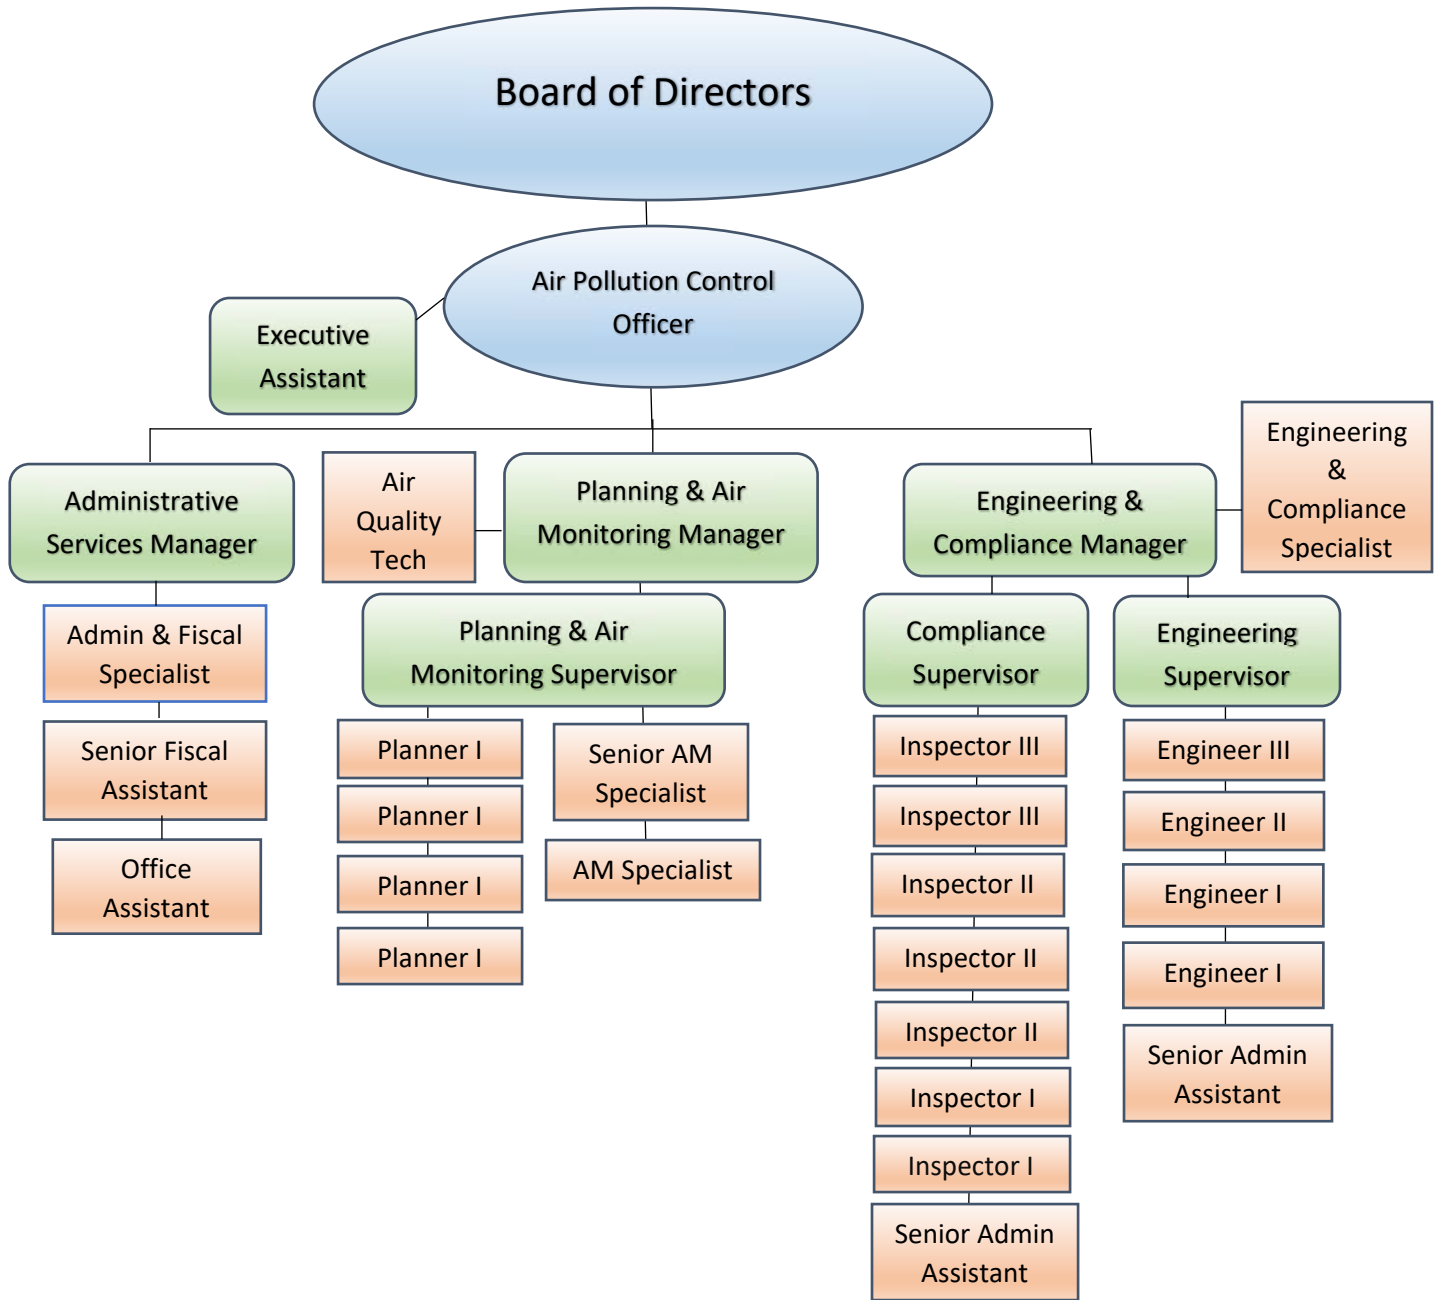 Board of Directors
Air Pollution Control
Officer
Executive
Assistant
Administrative
Services Manager
Admin & Fiscal
Specialist
Senior Fiscal
Assistant
Office
Assistant
Air
Quality
Tech
Planning & Air
Monitoring Manager
Planning & Air
Monitoring Supervisor
Planner I
Planner I
Planner I
Planner I
Senior AM
Specialist
AM Specialist
Engineering &
Compliance Manager
Engineering
&
Compliance
Specialist
Compliance
Supervisor
Inspector III
Inspector III
Inspector II
Inspector II
Inspector II
Inspector I
Inspector I
Senior Admin
Assistant
Engineering
Supervisor
Engineer III
Engineer II
Engineer I
Engineer I
Senior Admin
Assistant